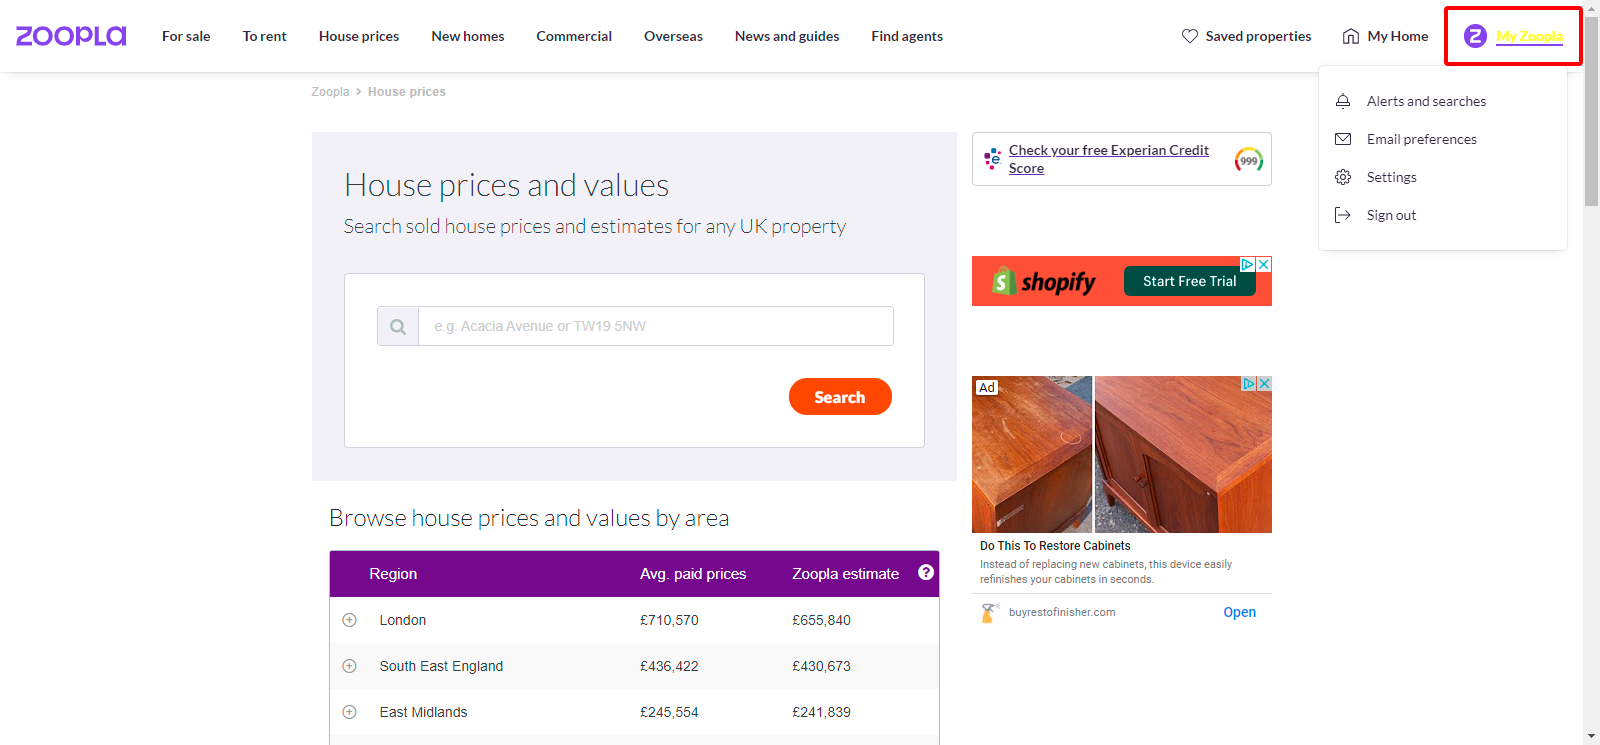 ZOOPLA
For sale
To rent
House prices
New homes
Commercial
Overseas
News and guides
Find agents
Saved properties
My Home
Z
My Zoopla
Alerts and searches
Email preferences
Settings
Sign out
Zoopla > House prices
House prices and values
Search sold house prices and estimates for any UK property
e.g. Acacia Avenue or TW19 5NW
Search
Check your free Experian Credit
Score
e.
999
shopify
Start Free Trial
Ad
Do This To Restore Cabinets
Instead of replacing new cabinets, this device easily
refinishes your cabinets in seconds.
buyrestofinisher.com
Open
Browse house prices and values by area
Region Avg. paid prices Zoopla estimate ?
London £710,570 £655,840
South East England £436,422 £430,673
East Midlands £245,554 £241,839